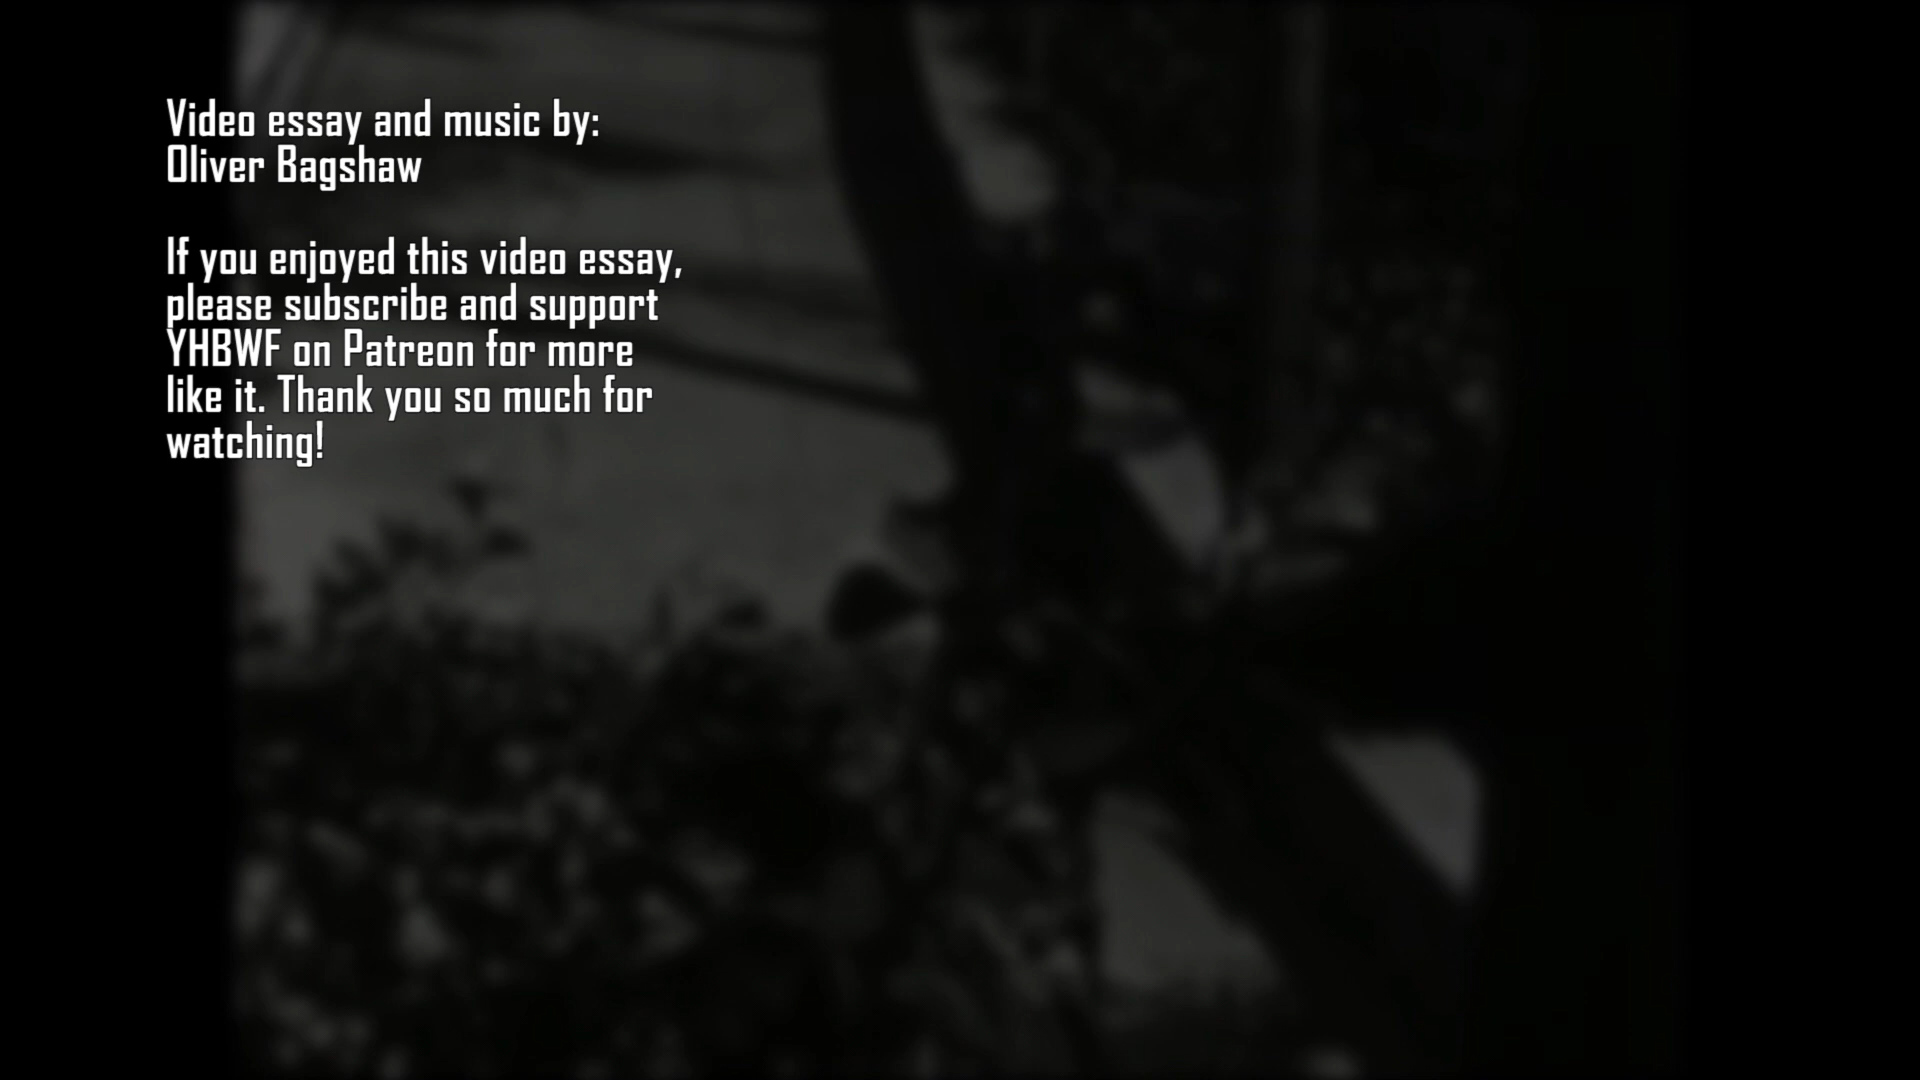 Video essay and music by:
Oliver Bagshaw
If you enjoyed this video essay,
please subscribe and support
YHBWF on Patreon for more
like it. Thank you so much for
watching!